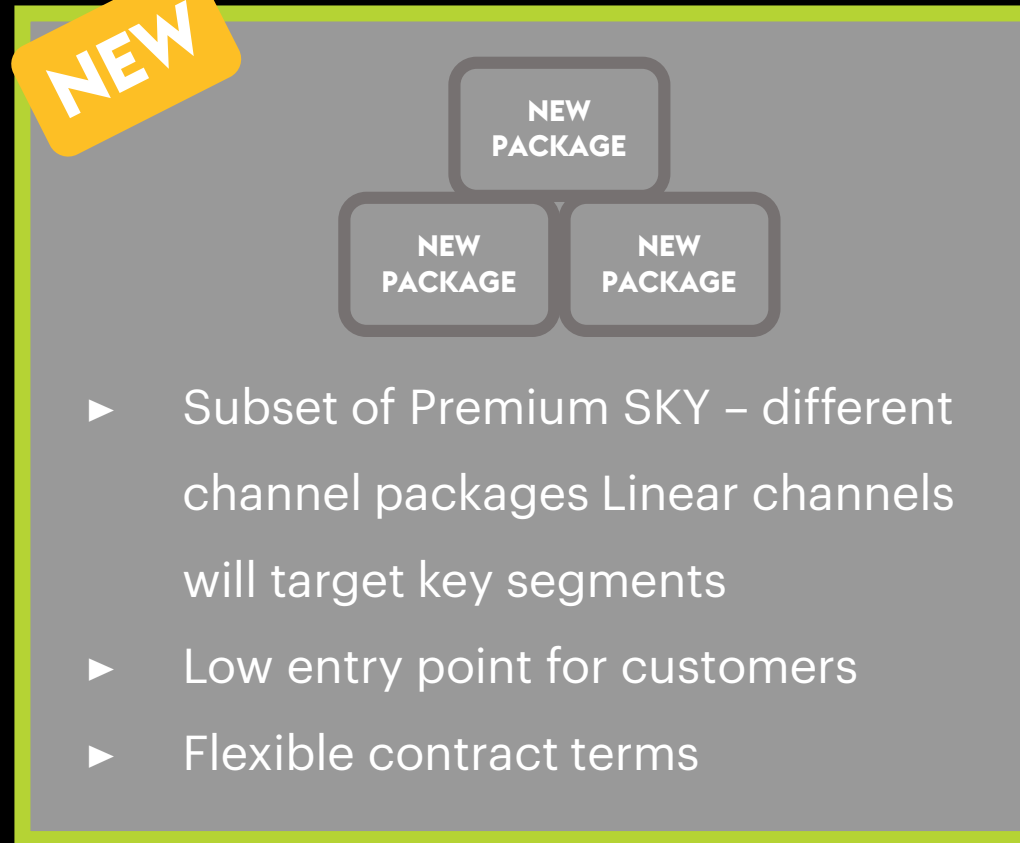 NEW
NEW
PACKAGE
NEW
PACKAGE
NEW
PACKAGE
► Subset of Premium SKY – different
channel packages Linear channels
will target key segments
► Low entry point for customers
► Flexible contract terms